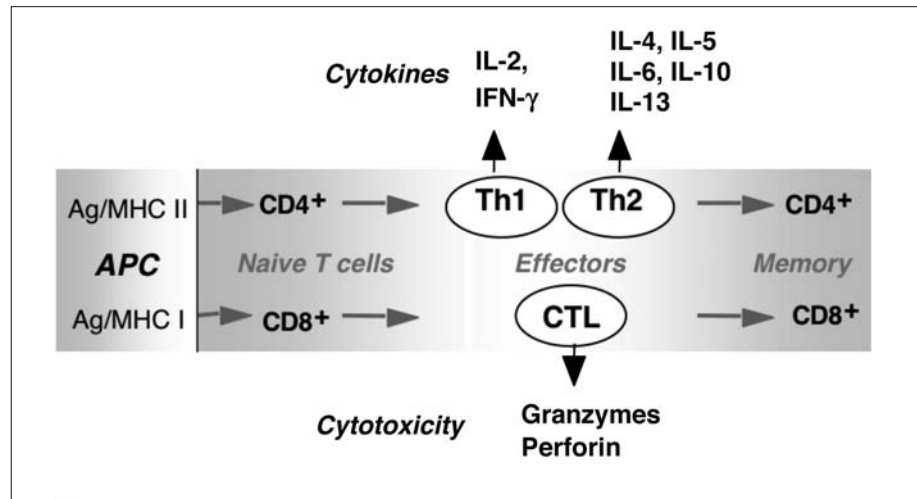 Cytokines
IL-2,
IFN-γ
IL-4, IL-5
IL-6, IL-10
IL-13
Ag/MHC II
CD4+
Th1
Th2
CD4+
APC
Naive T cells
Effectors
Memory
Ag/MHC I
CD8+
CTL
CD8+
Cytotoxicity
Granzymes
Perforin